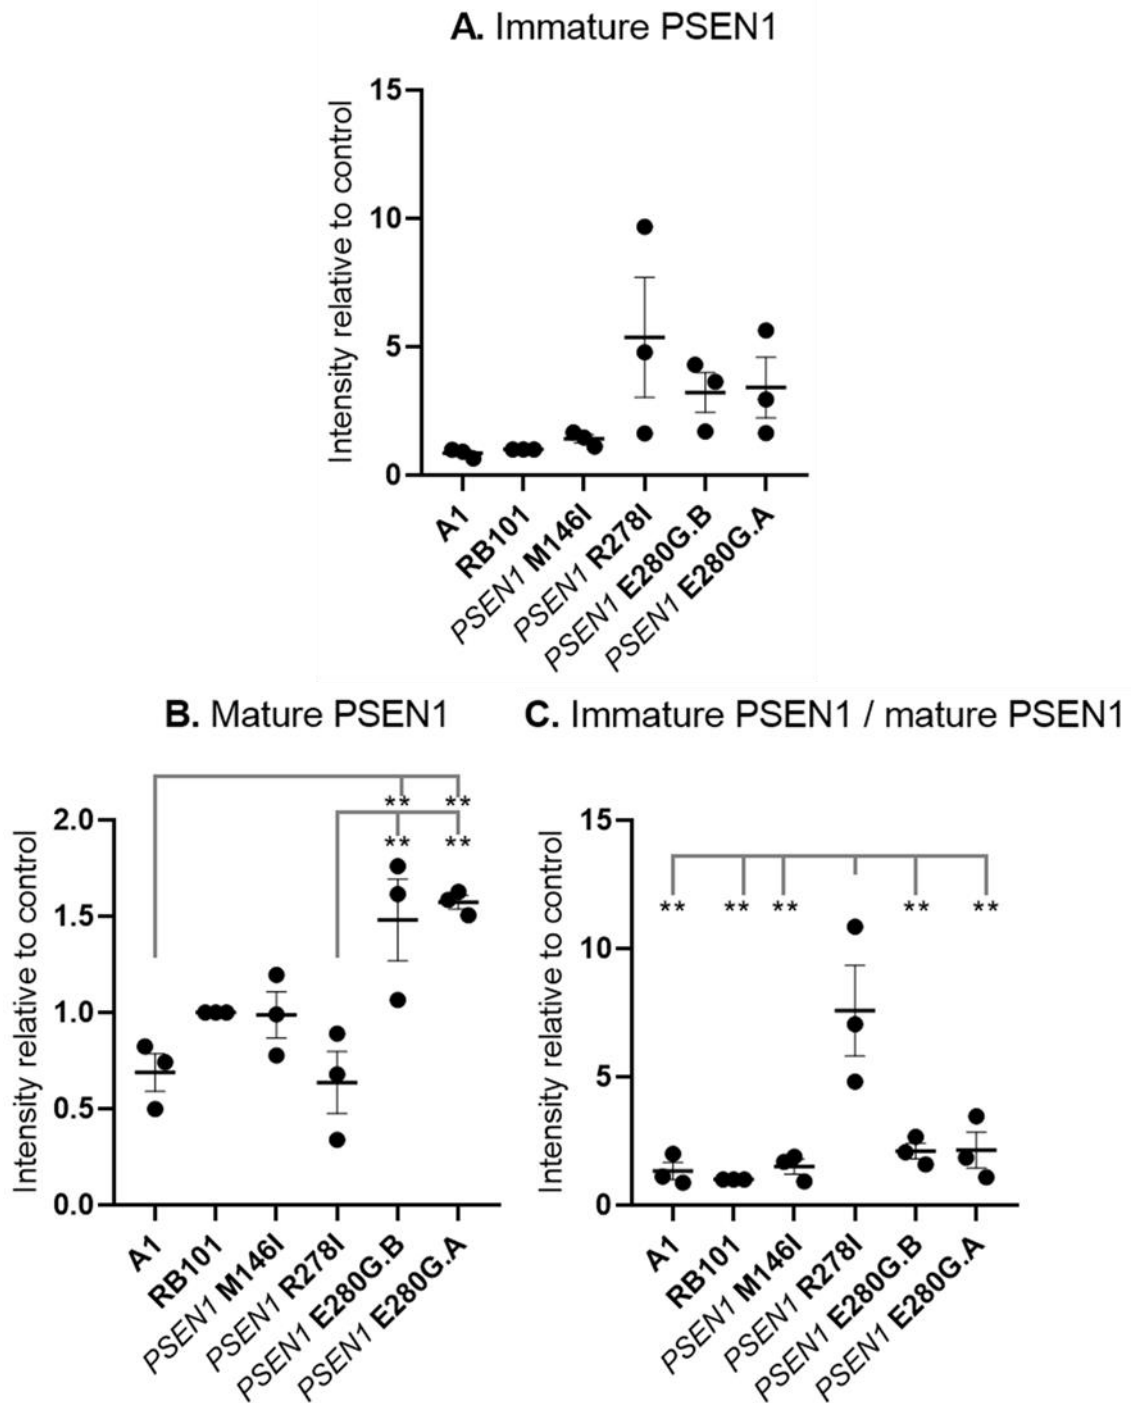 A. Immature PSEN1
Intensity relative to control
15
10
5
0
A1
RB101
PSEN1 M146I
PSEN1 R278I
PSEN1 E280G.B
PSEN1 E280G.A
B. Mature PSEN1
Intensity relative to control
2.0
1.5
1.0
0.5
0.0
** **
** **
A1
RB101
PSEN1 M146I
PSEN1 R278I
PSEN1 E280G.B
PSEN1 E280G.A
C. Immature PSEN1 / mature PSEN1
Intensity relative to control
15
10
5
0
** ** ** ** **
A1
RB101
PSEN1 M146I
PSEN1 R278I
PSEN1 E280G.B
PSEN1 E280G.A